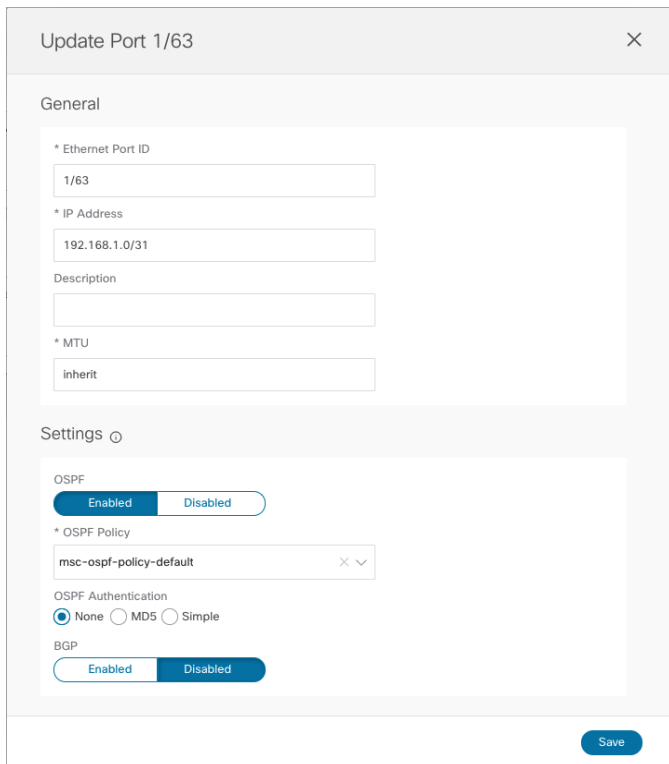 Update Port 1/63
General
* Ethernet Port ID
1/63
* IP Address
192.168.1.0/31
Description
* MTU
inherit
Settings
OSPF
Enabled Disabled
* OSPF Policy
msc-ospf-policy-default
OSPF Authentication
None MD5 Simple
BGP
Enabled Disabled
Save